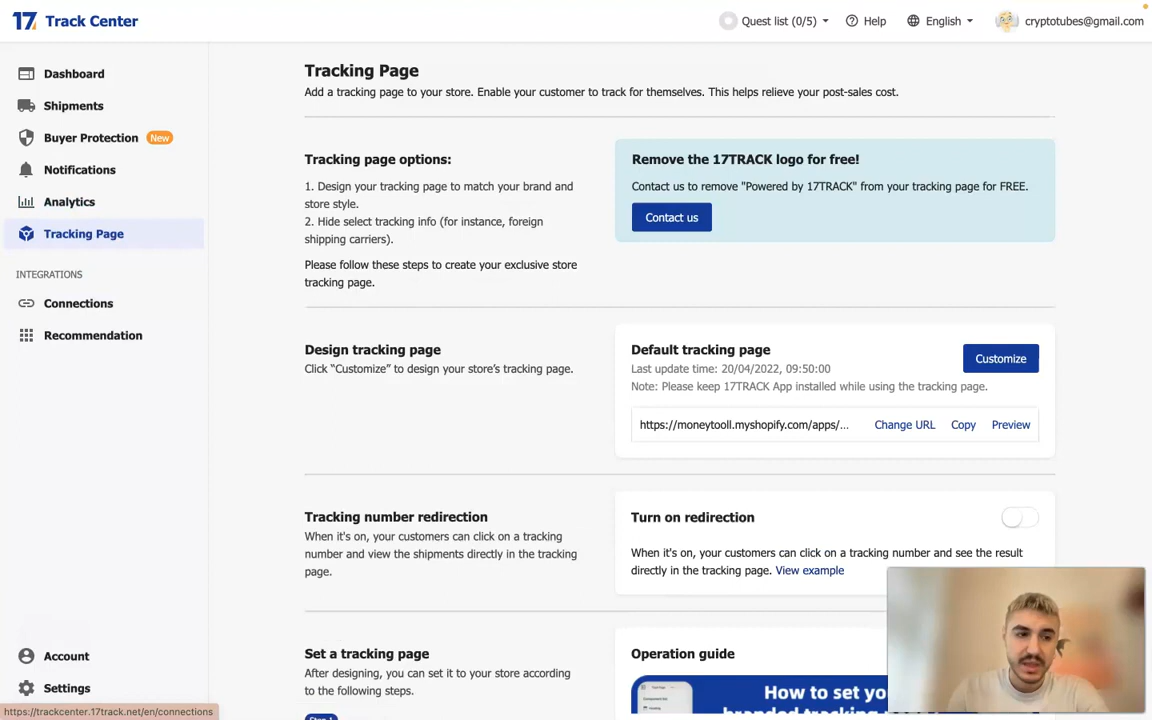 17 Track Center
Quest list (0/5)
Help
English
cryptotubes@gmail.com
Dashboard
Shipments
Buyer Protection New
Notifications
Analytics
Tracking Page
INTEGRATIONS
Connections
Recommendation
Account
Settings
https://trackcenter.17track.net/en/connections
Tracking Page
Add a tracking page to your store. Enable your customer to track for themselves. This helps relieve your post-sales cost.
Tracking page options:
1. Design your tracking page to match your brand and
store style.
2. Hide select tracking info (for instance, foreign
shipping carriers).
Please follow these steps to create your exclusive store
tracking page.
Remove the 17TRACK logo for free!
Contact us to remove "Powered by 17TRACK" from your tracking page for FREE.
Contact us
Design tracking page
Click “Customize” to design your store’s tracking page.
Default tracking page
Last update time: 20/04/2022, 09:50:00
Note: Please keep 17TRACK App installed while using the tracking page.
Customize
https://moneytooll.myshopify.com/apps/...
Change URL
Copy
Preview
Tracking number redirection
When it's on, your customers can click on a tracking
number and view the shipments directly in the tracking
page.
Turn on redirection
When it's on, your customers can click on a tracking number and see the result
directly in the tracking page. View example
Set a tracking page
After designing, you can set it to your store according
to the following steps.
Step 1
Operation guide
How to set yo